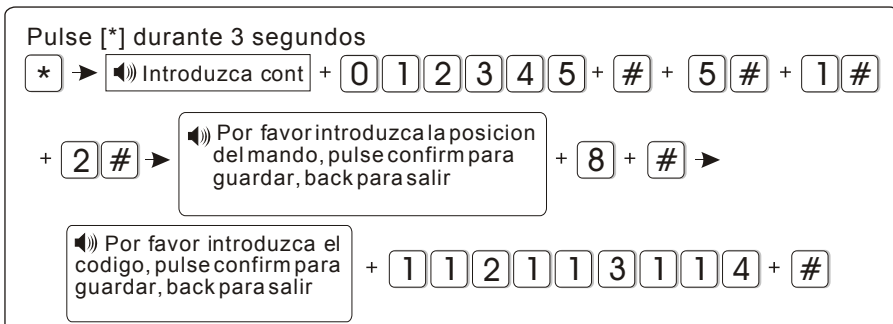 Pulse [*] durante 3 segundos
* Introduzca cont + 0 1 2 3 4 5 + # + 5 # + 1 #
+ 2 # Por favor introduzca la posicion
del mando, pulse confirm para
guardar, back para salir + 8 + #
Por favor introduzca el
codigo, pulse confirm para
guardar, back para salir + 1 1 2 1 1 3 1 1 4 + #